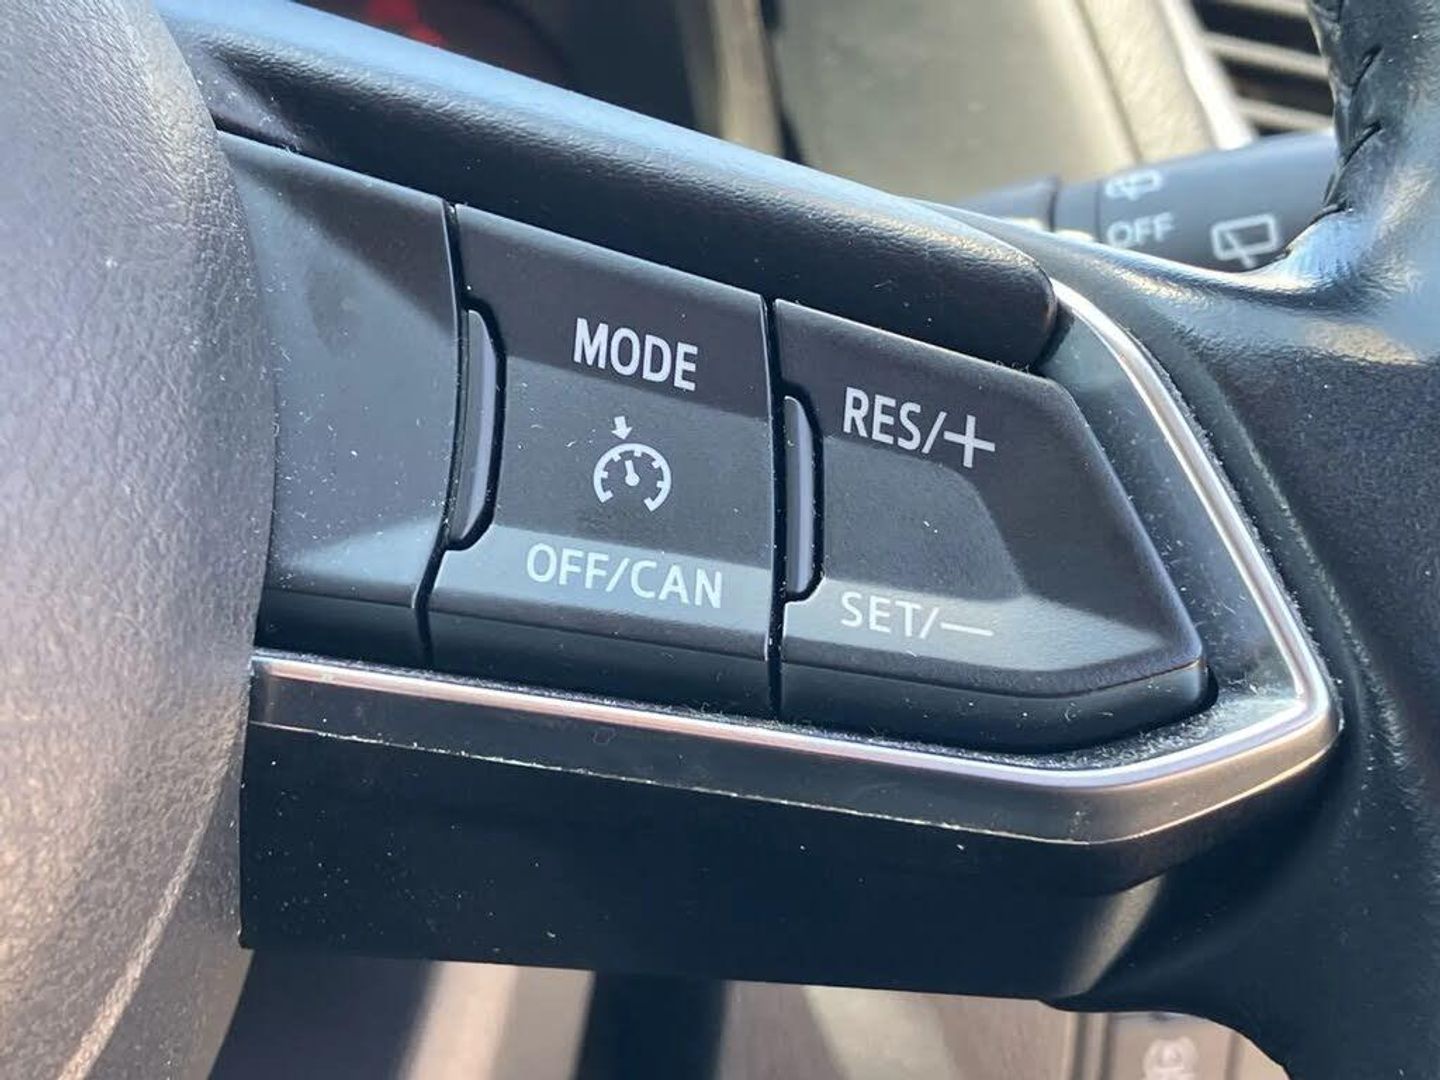 OFF
MODE
RES/+
OFF/CAN
SET/—